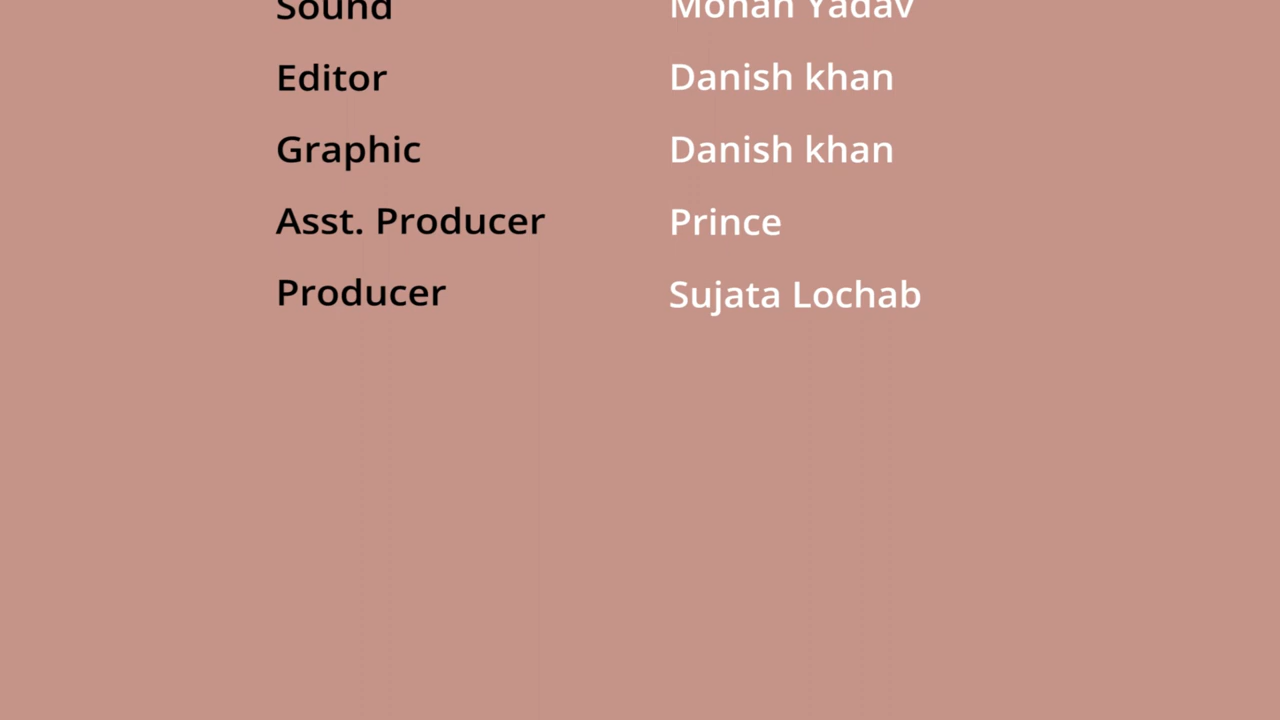 Sound Mohan Yadav
Editor Danish khan
Graphic Danish khan
Asst. Producer Prince
Producer Sujata Lochab